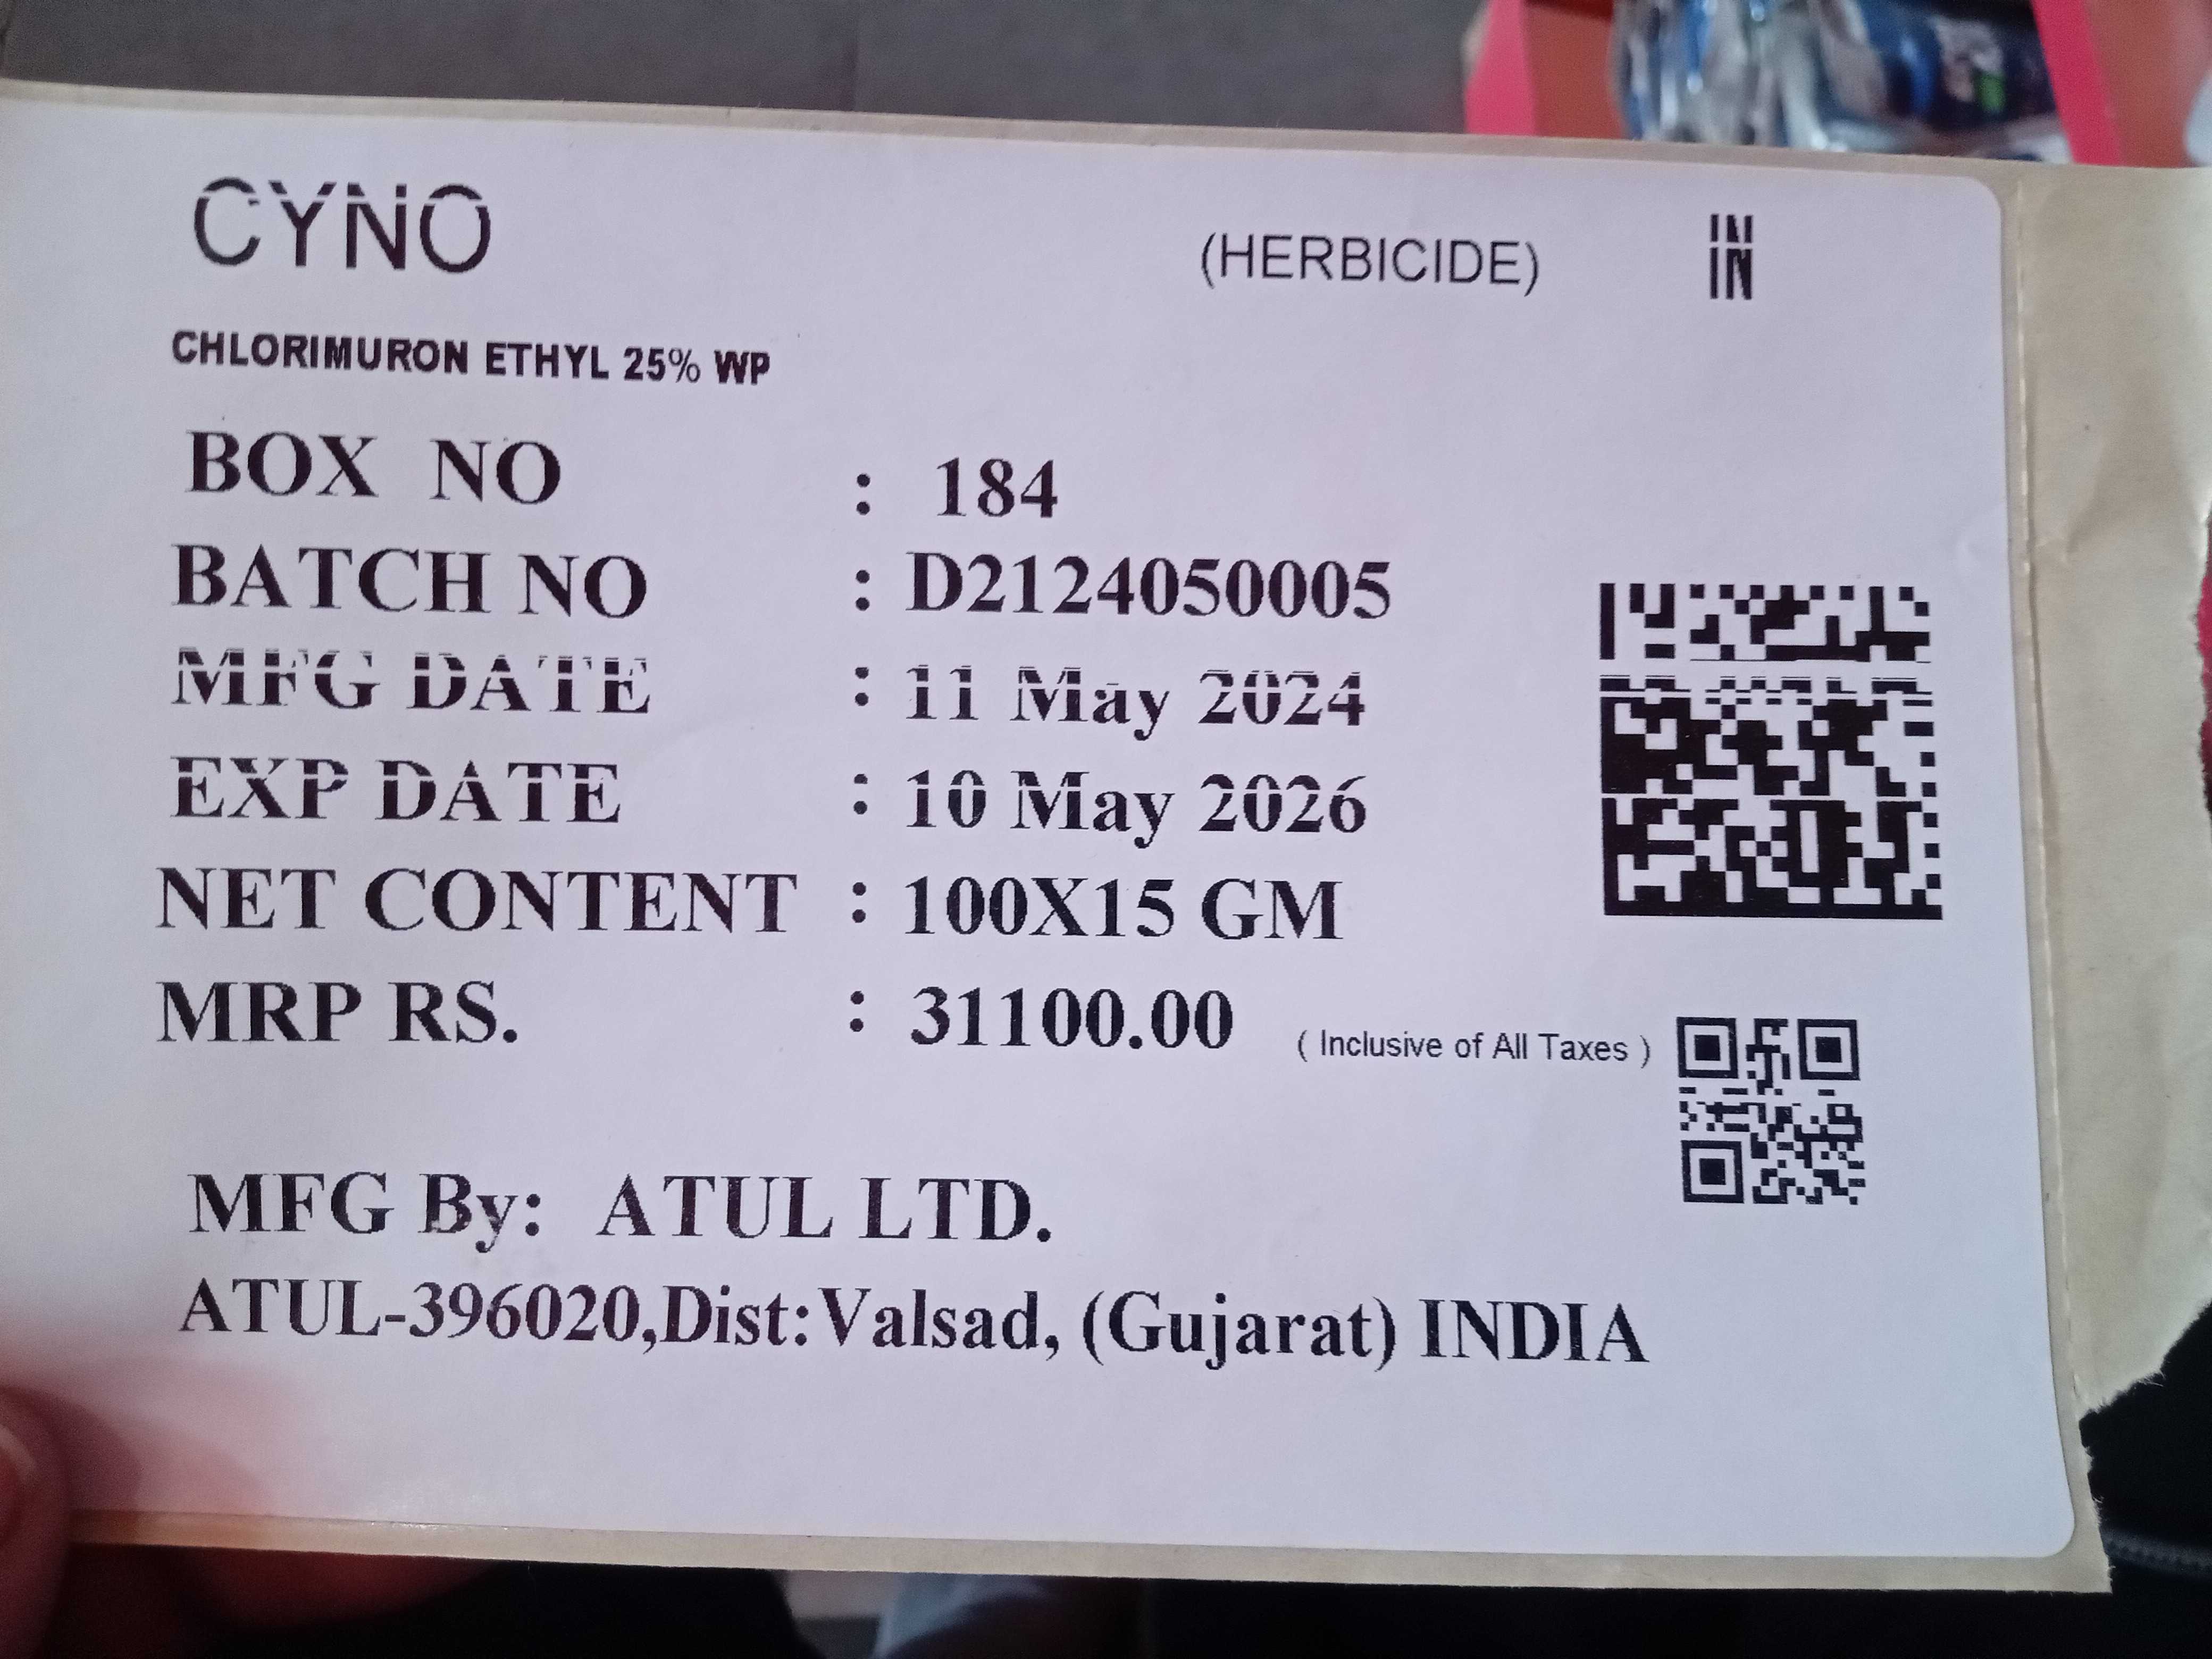 CYNO (HERBICIDE) IN
IN
CHLORIMURON ETHYL 25% WP
BOX NO : 184
BATCH NO : D2124050005
MFG DATE : 11 May 2024
EXP DATE : 10 May 2026
NET CONTENT : 100X15 GM
MRP RS. : 31100.00 ( Inclusive of All Taxes )
MFG By: ATUL LTD.
ATUL-396020,Dist:Valsad, (Gujarat) INDIA